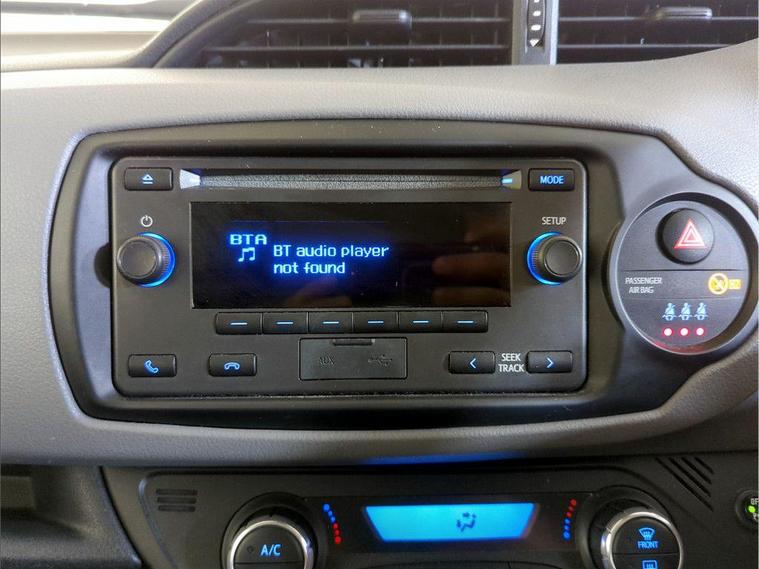 MODE
SETUP
BTA
BT audio player
not found
PASSENGER
AIR BAG
AUX
SEEK
TRACK
A/C
FRONT